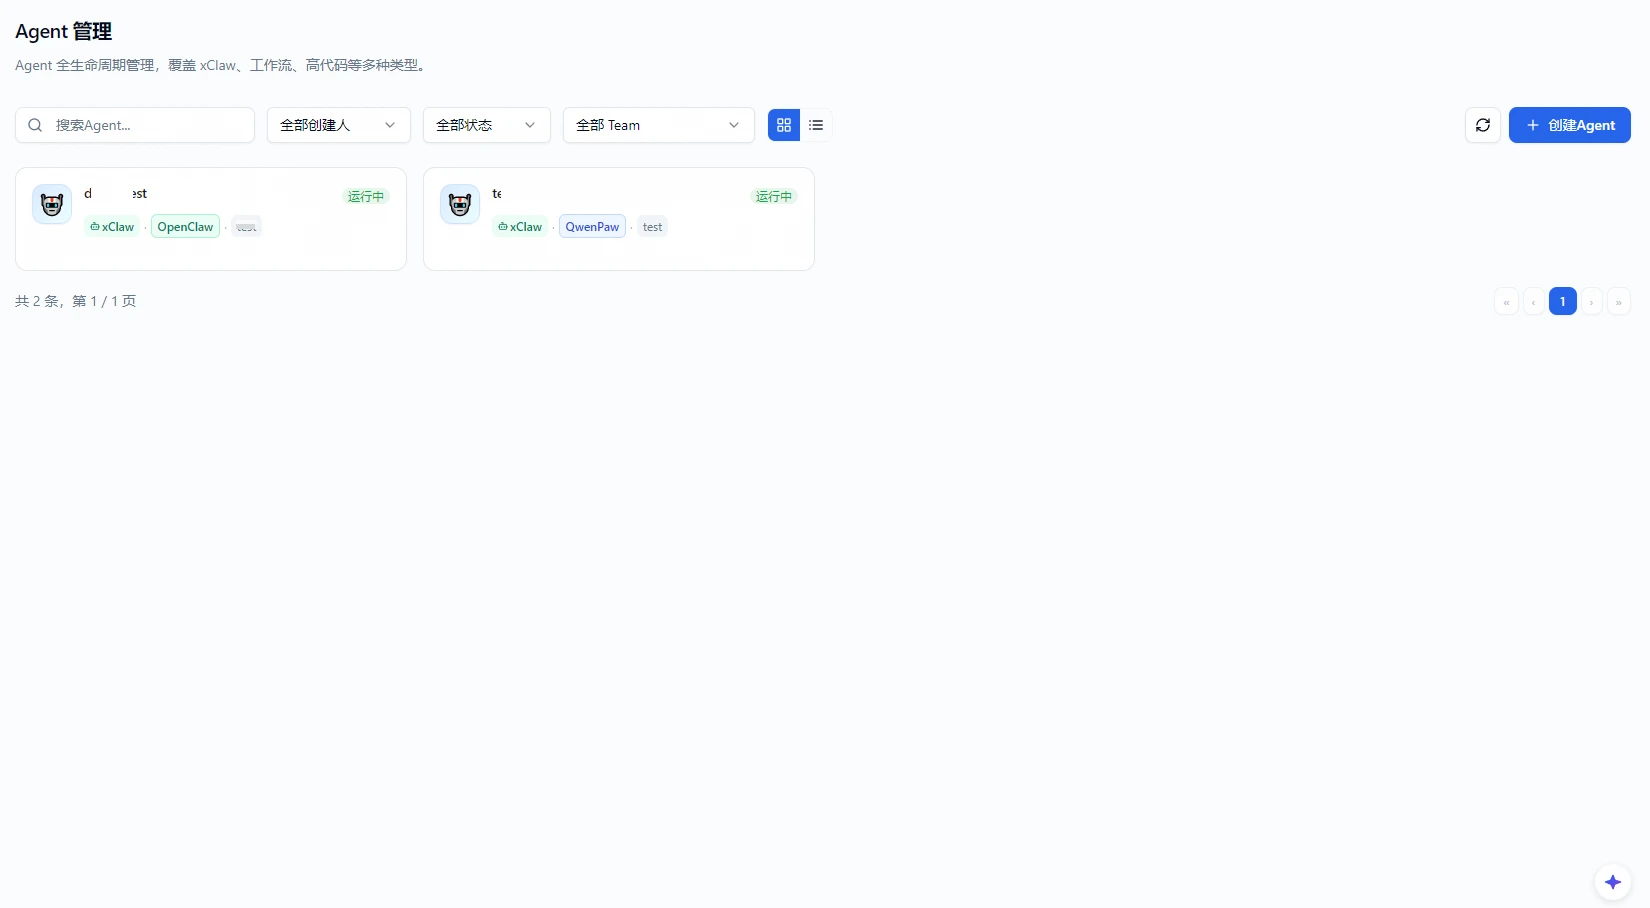 Agent 管理
Agent 全生命周期管理，覆盖 xClaw、工作流、高代码等多种类型。
搜索Agent...
全部创建人
全部状态
全部 Team
创建Agent
运行中
xClaw · OpenClaw ·
运行中
xClaw · QwenPaw · test
共 2 条，第 1 / 1 页
« ‹ 1 › »